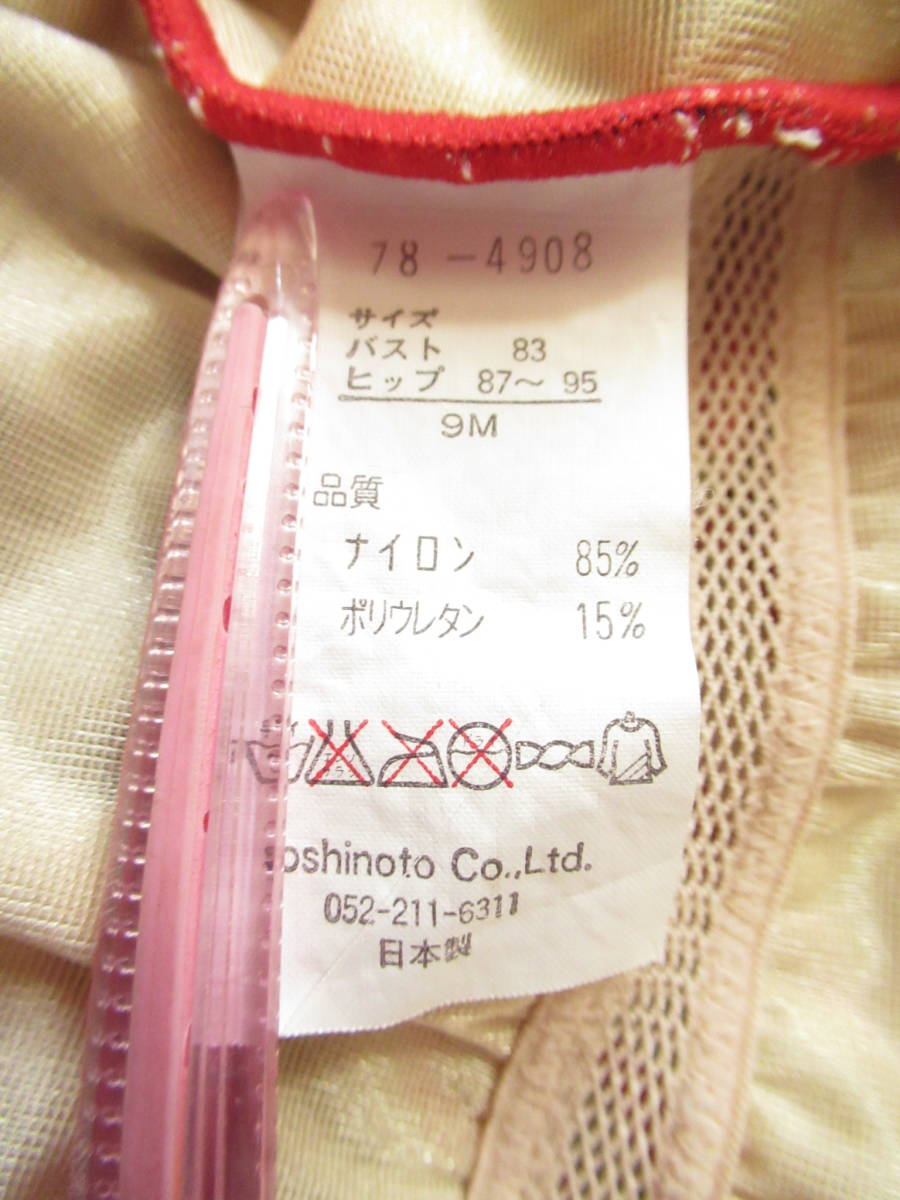 78-4908
サイズ
バスト 83
ヒップ 87～95
9M
品質
ナイロン 85%
ポリウレタン 15%
Co.,Ltd.
052-211-6311
日本製